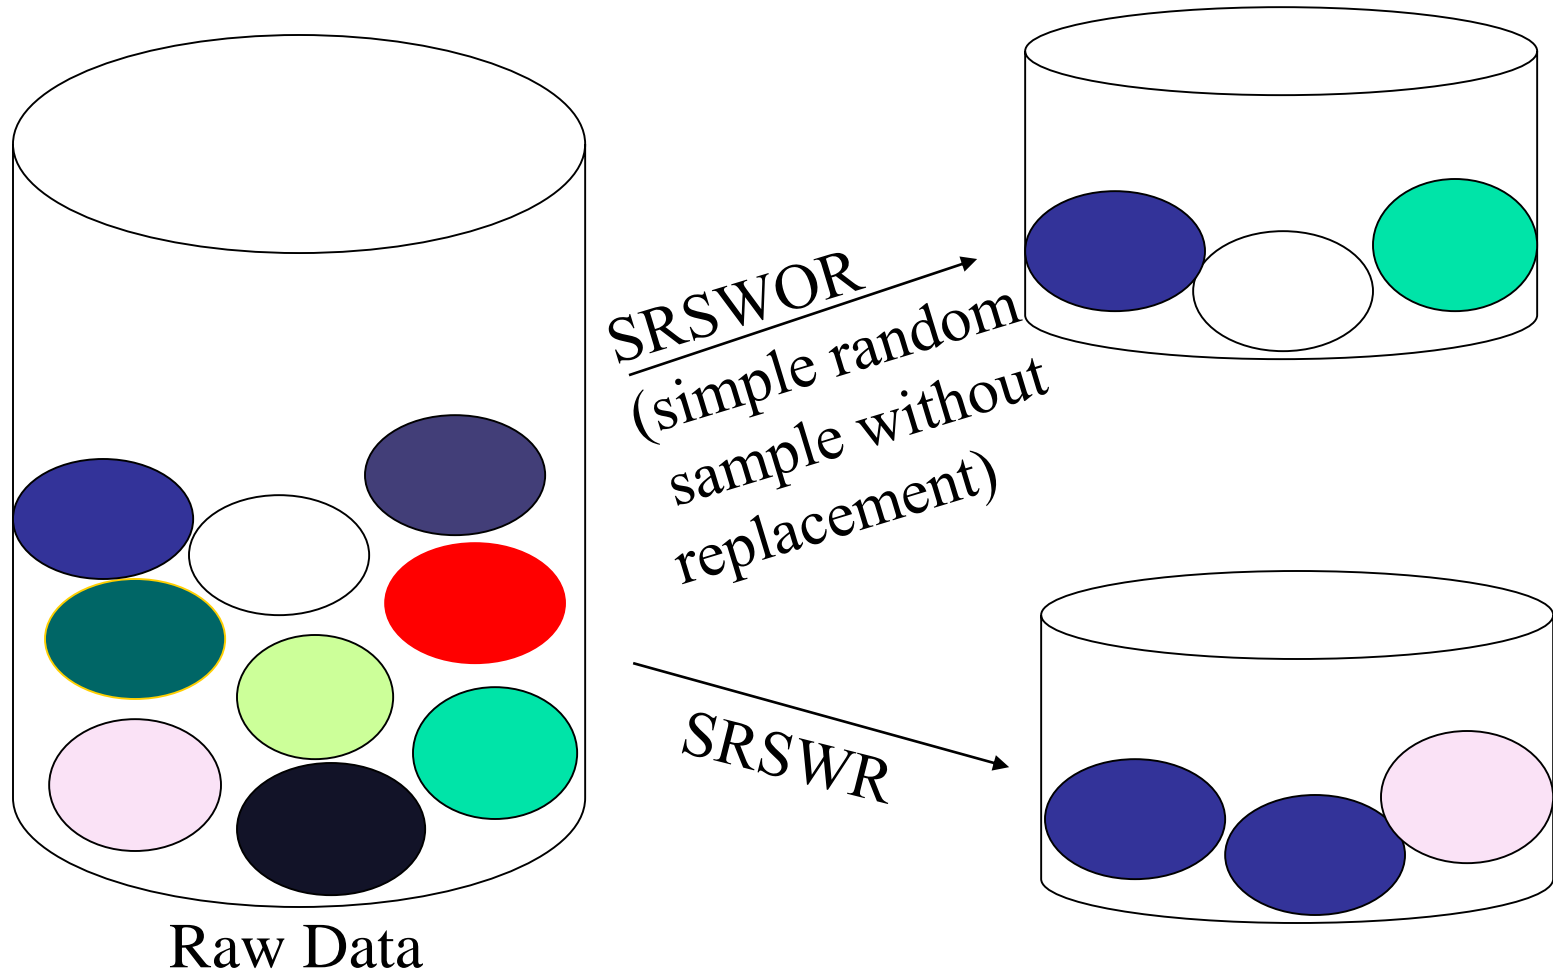 SRSWOR
(simple random
sample without
replacement)
SRSWR
Raw Data